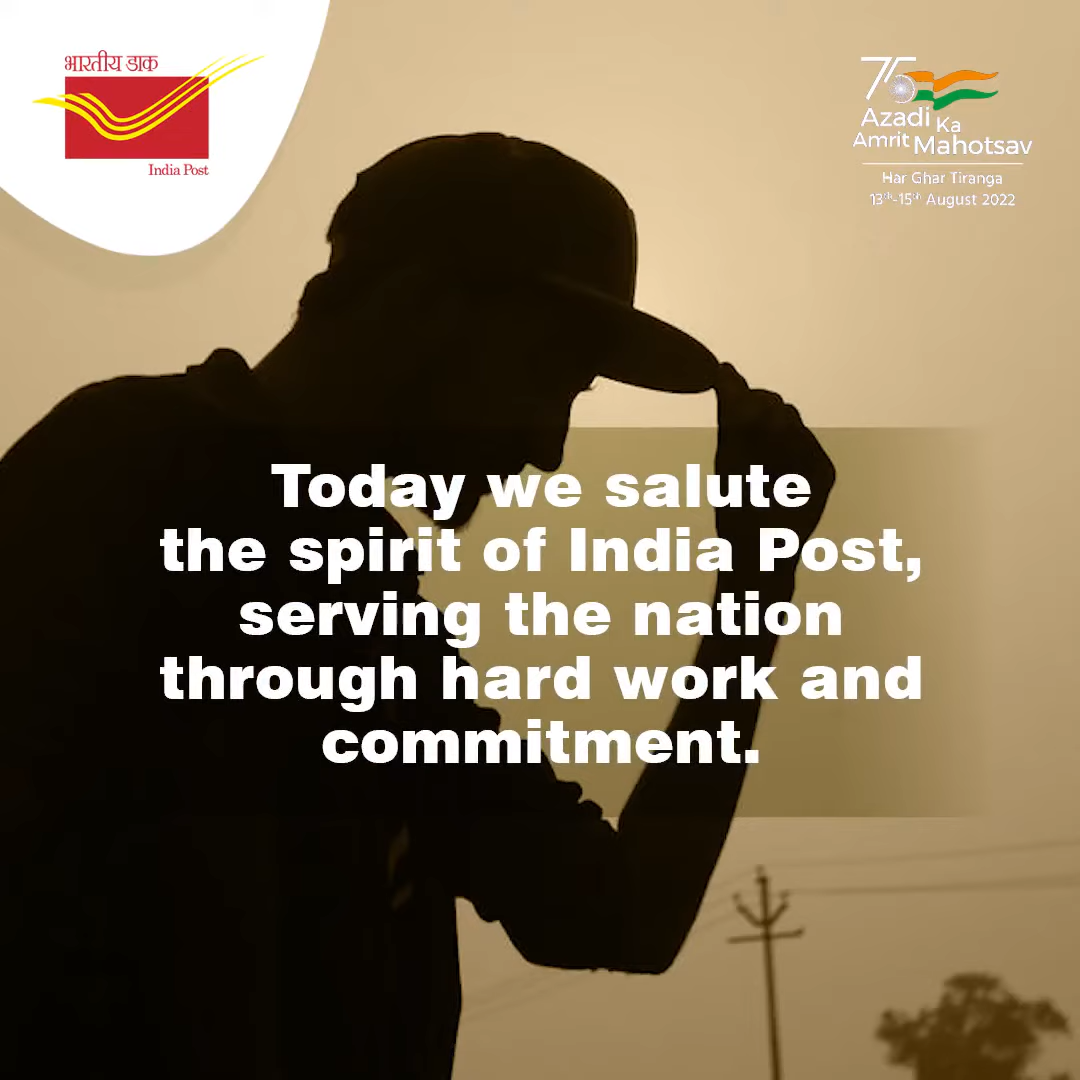 भारतीय डाक
India Post
75
Azadi Ka
Amrit Mahotsav
Har Ghar Tiranga
13th-15th August 2022
Today we salute
the spirit of India Post,
serving the nation
through hard work and
commitment.